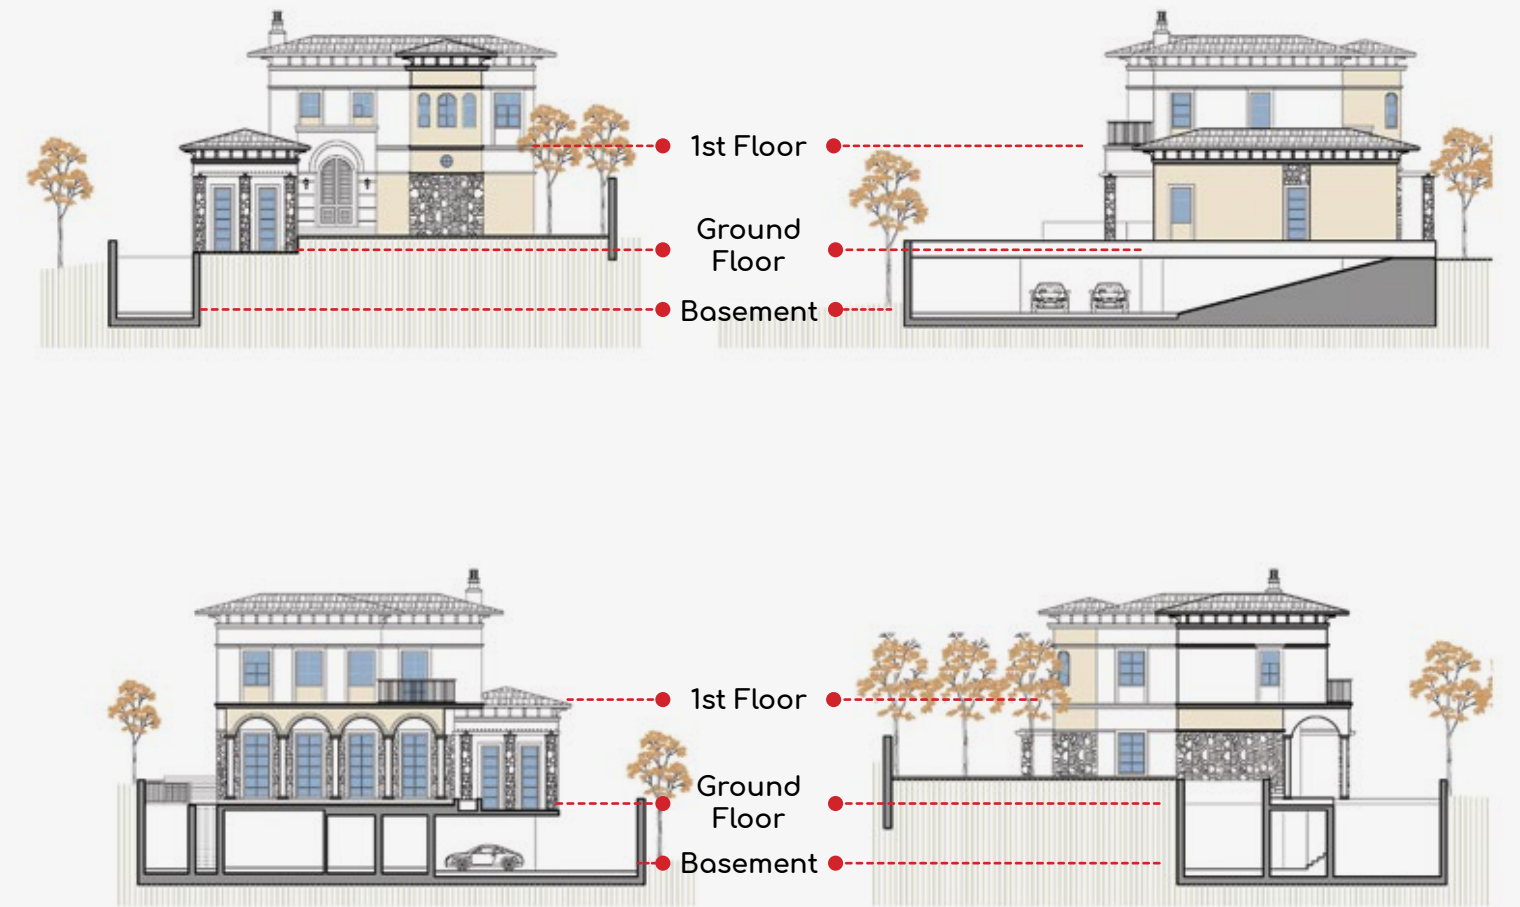 1st Floor
Ground
Floor
Basement
1st Floor
Ground
Floor
Basement